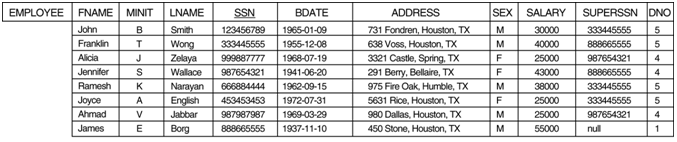 EMPLOYEE FNAME MINIT LNAME SSN BDATE ADDRESS SEX SALARY SUPERSSN DNO
John B Smith 123456789 1965-01-09 731 Fondren, Houston, TX M 30000 333445555 5
Franklin T Wong 333445555 1955-12-08 638 Voss, Houston, TX M 40000 888665555 5
Alicia J Zelaya 999887777 1968-07-19 3321 Castle, Spring, TX F 25000 987654321 4
Jennifer S Wallace 987654321 1941-06-20 291 Berry, Bellaire, TX F 43000 888665555 4
Ramesh K Narayan 666884444 1962-09-15 975 Fire Oak, Humble, TX M 38000 333445555 5
Joyce A English 453453453 1972-07-31 5631 Rice, Houston, TX F 25000 333445555 5
Ahmad V Jabbar 987987987 1969-03-29 980 Dallas, Houston, TX M 25000 987654321 4
James E Borg 888665555 1937-11-10 450 Stone, Houston, TX M 55000 null 1